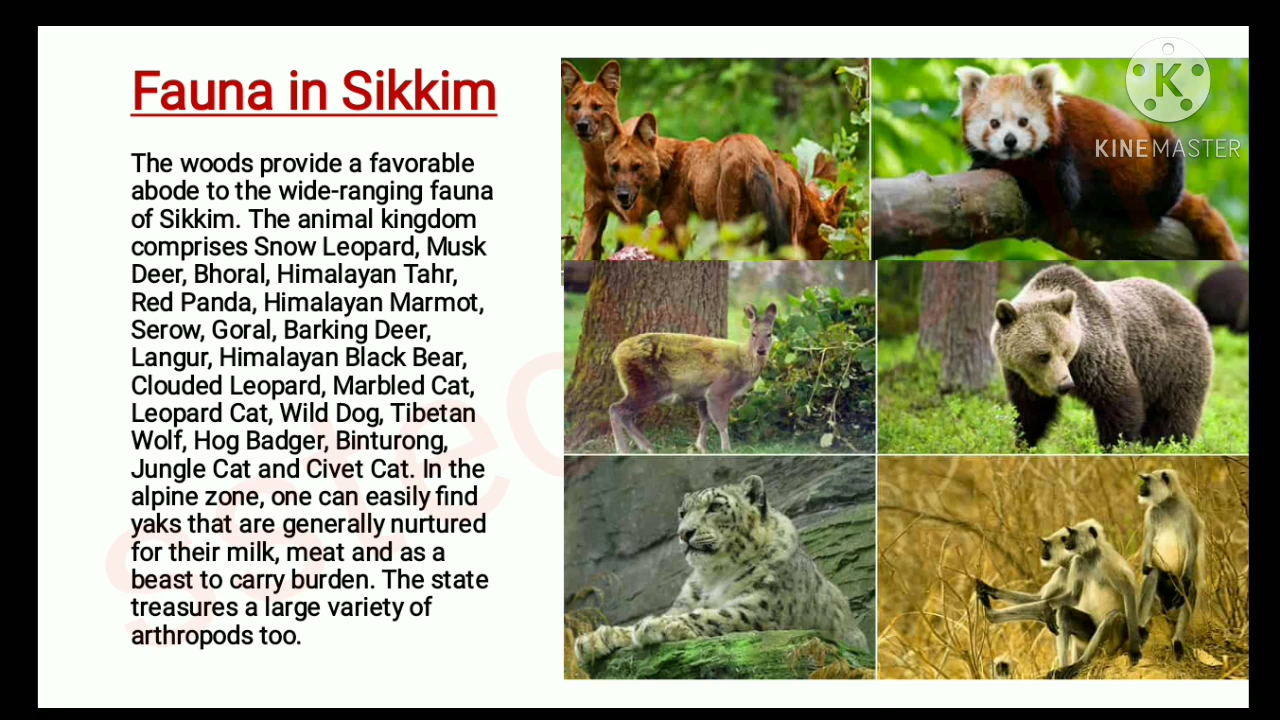 Fauna in Sikkim
The woods provide a favorable
abode to the wide-ranging fauna
of Sikkim. The animal kingdom
comprises Snow Leopard, Musk
Deer, Bhoral, Himalayan Tahr,
Red Panda, Himalayan Marmot,
Serow, Goral, Barking Deer,
Langur, Himalayan Black Bear,
Clouded Leopard, Marbled Cat,
Leopard Cat, Wild Dog, Tibetan
Wolf, Hog Badger, Binturong,
Jungle Cat and Civet Cat. In the
alpine zone, one can easily find
yaks that are generally nurtured
for their milk, meat and as a
beast to carry burden. The state
treasures a large variety of
arthropods too.
K
KINEMASTER